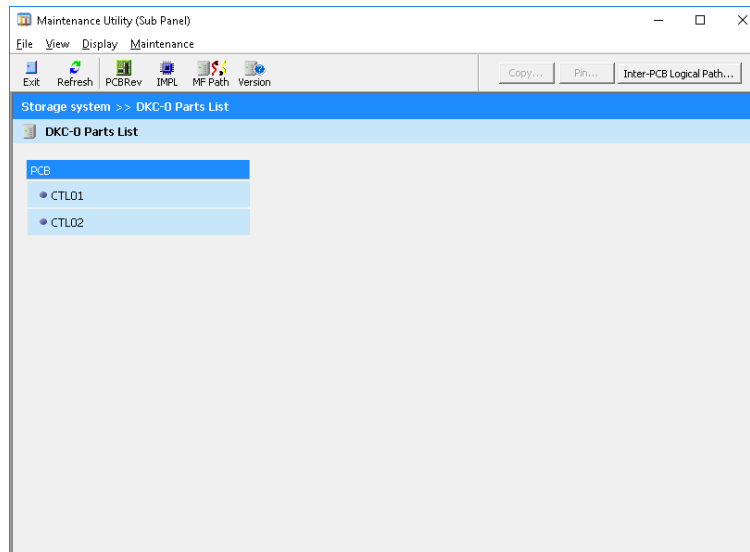 Maintenance Utility (Sub Panel)
File View Display Maintenance
Exit Refresh PCBRev IMPL MF Path Version Copy... Pin... Inter-PCB Logical Path...
Storage system >> DKC-0 Parts List
DKC-0 Parts List
PCB
CTL01
CTL02